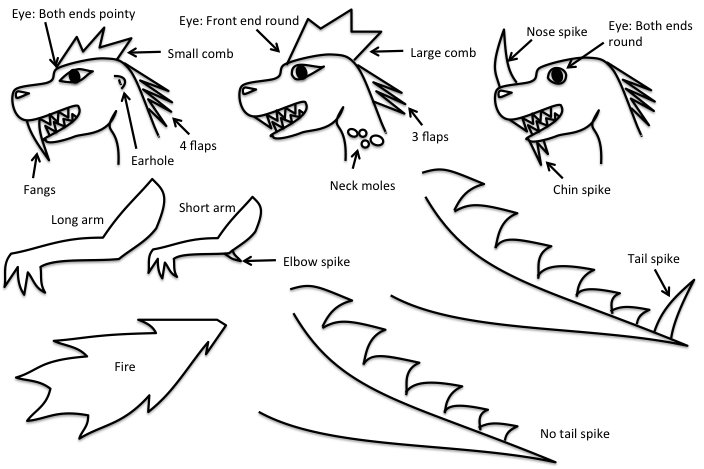 Eye: Both ends pointy
Small comb
4 flaps
Earhole
Fangs
Eye: Front end round
Large comb
3 flaps
Neck moles
Nose spike
Eye: Both ends
round
Chin spike
Long arm
Short arm
Elbow spike
Tail spike
Fire
No tail spike